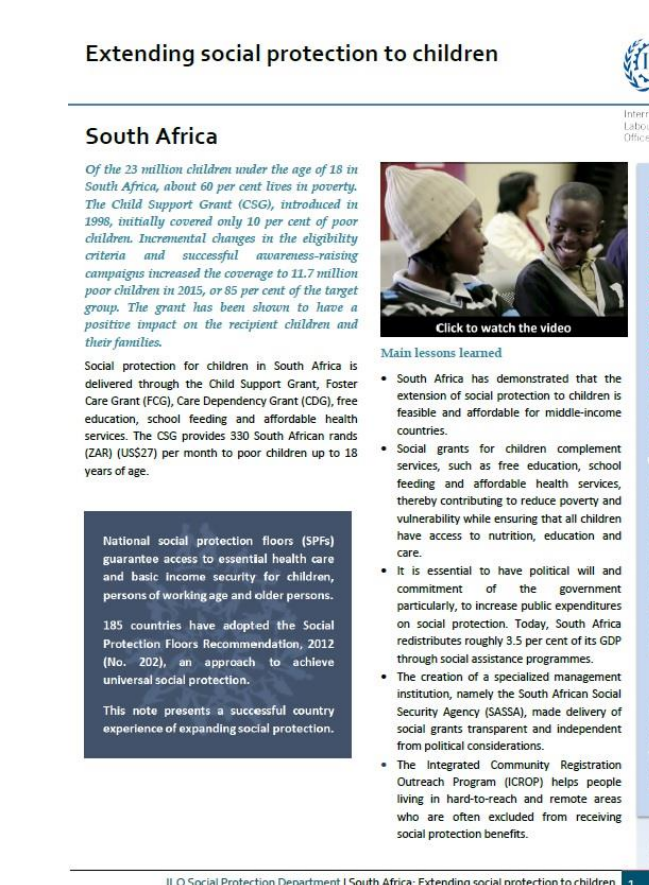 Extending social protection to children
Intern
Labou
Office
South Africa
Of the 23 million children under the age of 18 in
South Africa, about 60 per cent lives in poverty.
The Child Support Grant (CSG), introduced in
1998, initially covered only 10 per cent of poor
children. Incremental changes in the eligibility
criteria and successful awareness-raising
campaigns increased the coverage to 11.7 million
poor children in 2015, or 85 per cent of the target
group. The grant has been shown to have a
positive impact on the recipient children and
their families.
Social protection for children in South Africa is
delivered through the Child Support Grant, Foster
Care Grant (FCG), Care Dependency Grant (CDG), free
education, school feeding and affordable health
services. The CSG provides 330 South African rands
(ZAR) (US$27) per month to poor children up to 18
years of age.
National social protection floors (SPFs)
guarantee access to essential health care
and basic income security for children,
persons of working age and older persons.
185 countries have adopted the Social
Protection Floors Recommendation, 2012
(No. 202), an approach to achieve
universal social protection.
This note presents a successful country
experience of expanding social protection.
Click to watch the video
Main lessons learned
• South Africa has demonstrated that the
extension of social protection to children is
feasible and affordable for middle-income
countries.
• Social grants for children complement
services, such as free education, school
feeding and affordable health services,
thereby contributing to reduce poverty and
vulnerability while ensuring that all children
have access to nutrition, education and
care.
• It is essential to have political will and
commitment of the government
particularly, to increase public expenditures
on social protection. Today, South Africa
redistributes roughly 3.5 per cent of its GDP
through social assistance programmes.
• The creation of a specialized management
institution, namely the South African Social
Security Agency (SASSA), made delivery of
social grants transparent and independent
from political considerations.
• The Integrated Community Registration
Outreach Program (ICROP) helps people
living in hard-to-reach and remote areas
who are often excluded from receiving
social protection benefits.
ILO Social Protection Department | South Africa: Extending social protection to children 1